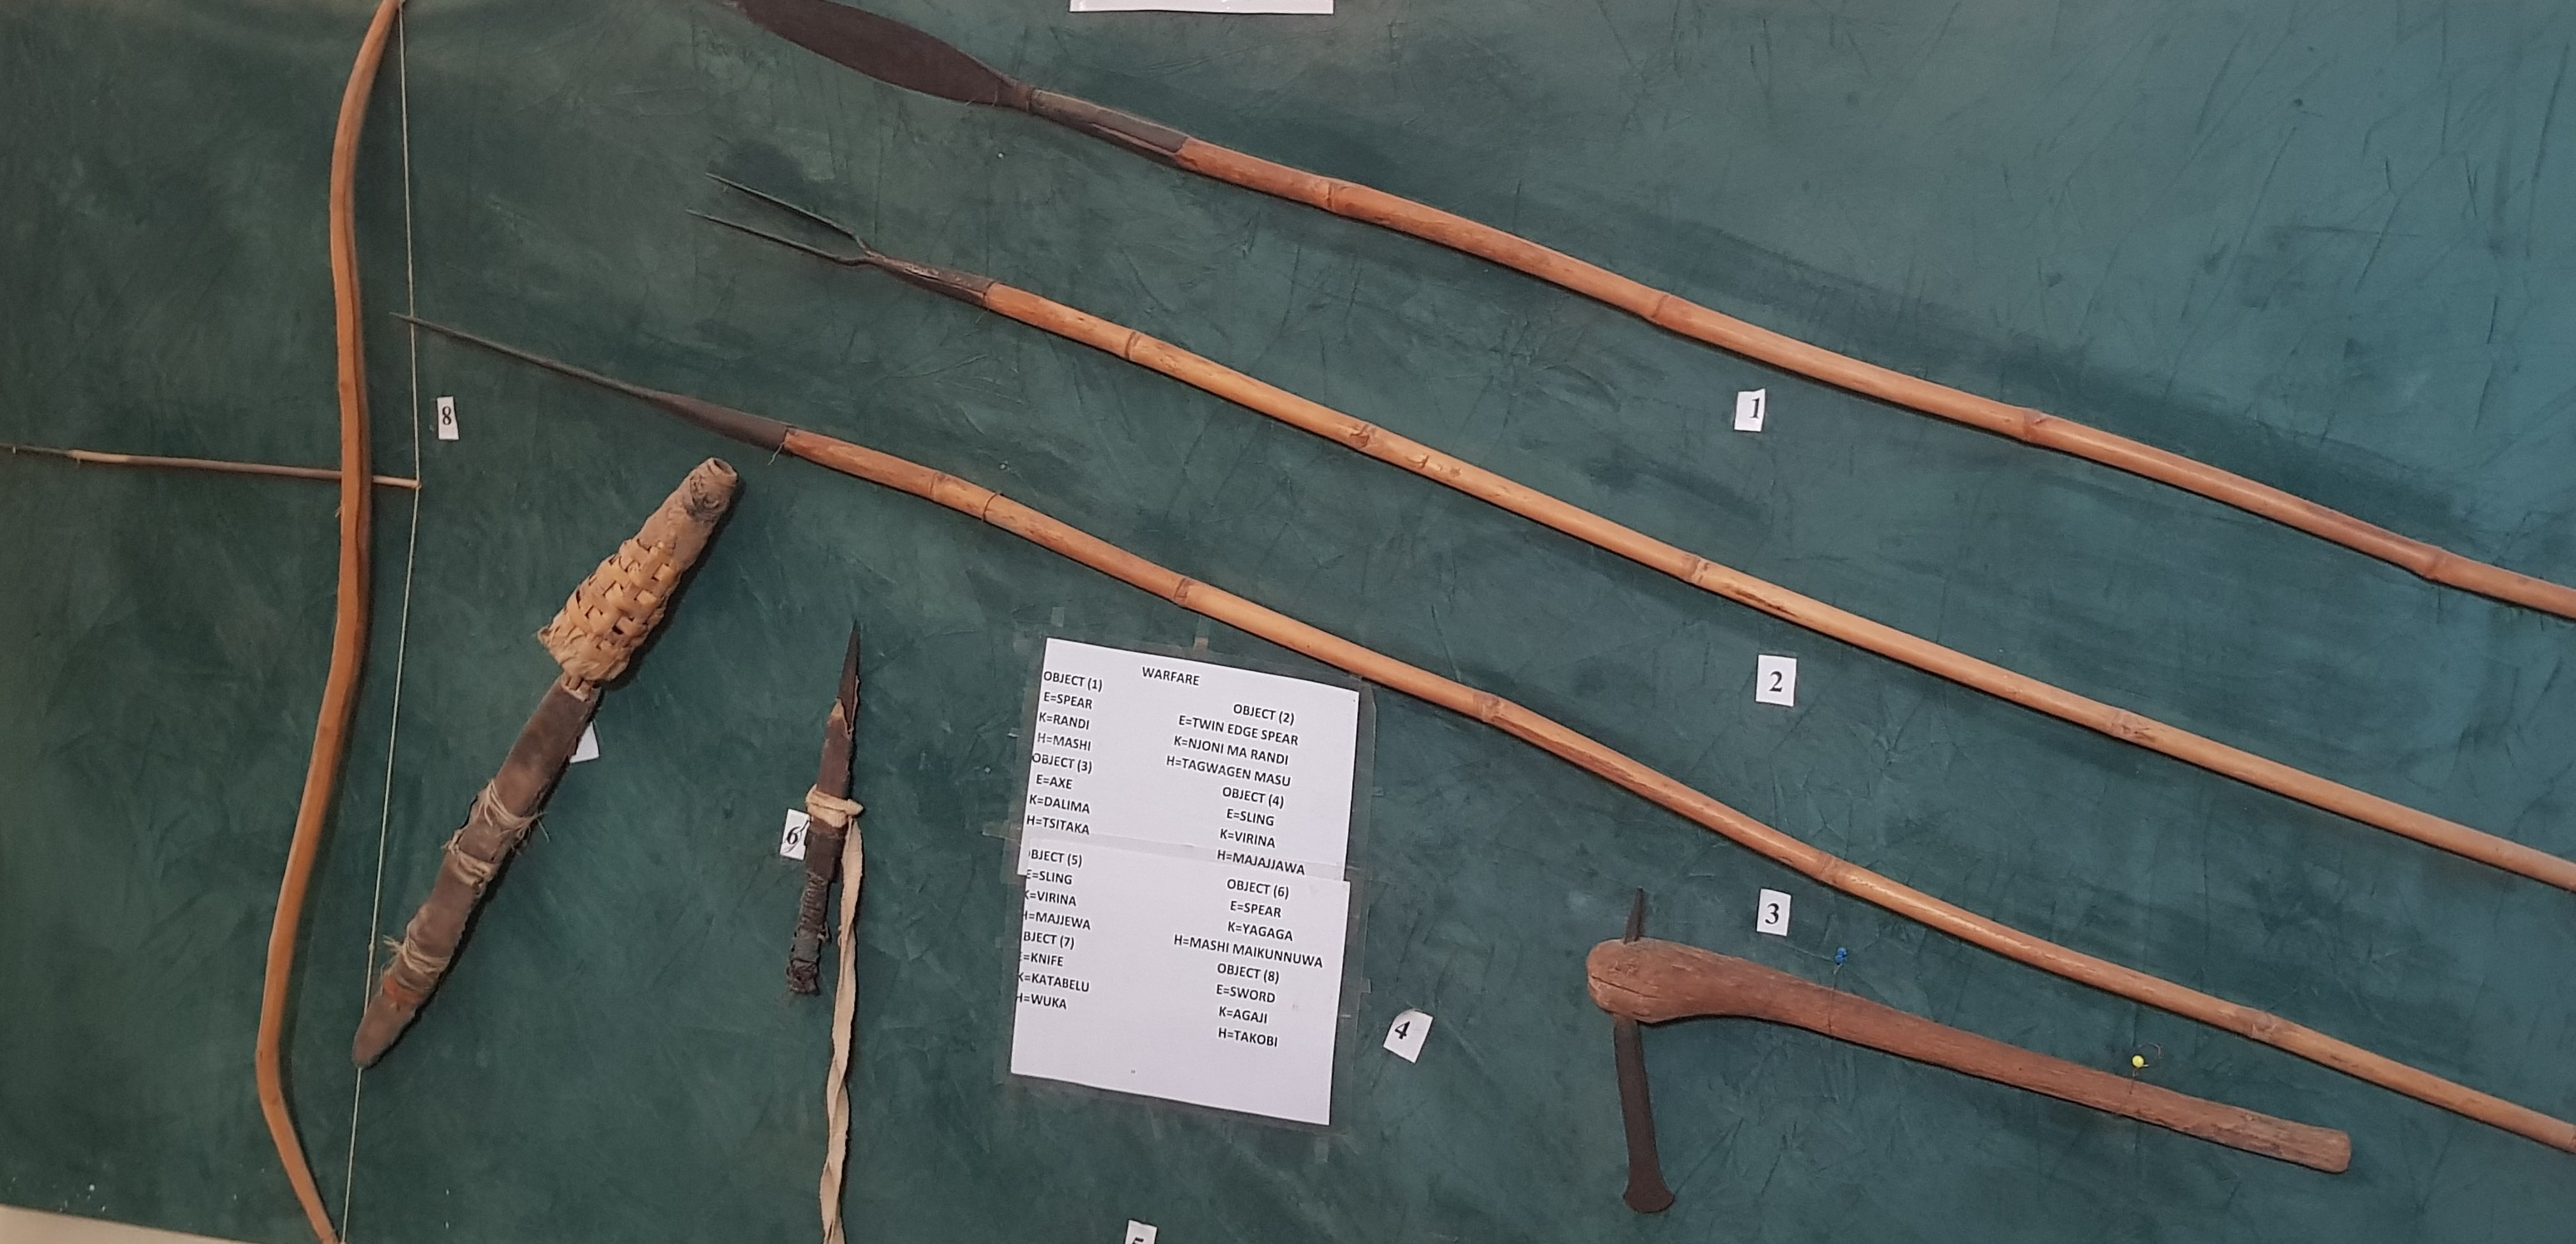 WARFARE
OBJECT (1)
E=SPEAR
K=RANDI
H=MASHI
OBJECT (2)
E=TWIN EDGE SPEAR
K=NJONI MA RANDI
H=TAGWAGEN MASU
OBJECT (3)
E=AXE
K=DALIMA
H=TSITAKA
OBJECT (4)
E=SLING
K=VIRINA
H=MAJAJJAWA
BJECT (5)
E=SLING
K=VIRINA
H=MAJJEWA
OBJECT (6)
E=SPEAR
K=YAGAGA
H=MASHI MAIKUNNUWA
BJECT (7)
=KNIFE
K=KATABELU
H=WUKA
OBJECT (8)
E=SWORD
K=AGAJI
H=TAKOBI
1
2
3
4
5
6
8